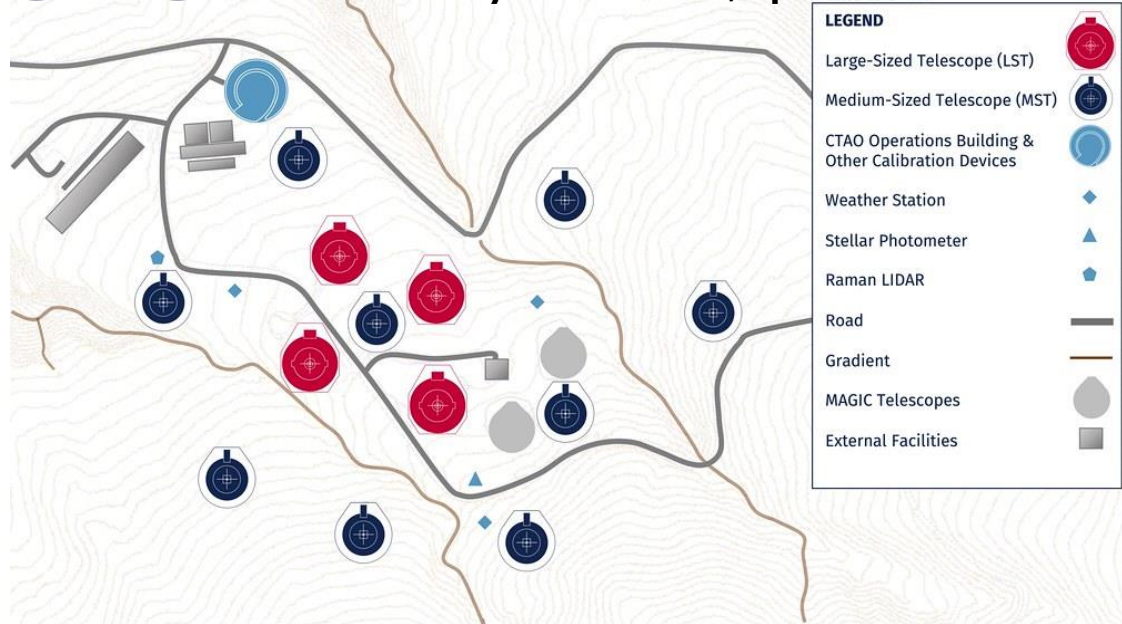 LEGEND
Large-Sized Telescope (LST)
Medium-Sized Telescope (MST)
CTAO Operations Building &
Other Calibration Devices
Weather Station
Stellar Photometer
Raman LIDAR
Road
Gradient
MAGIC Telescopes
External Facilities